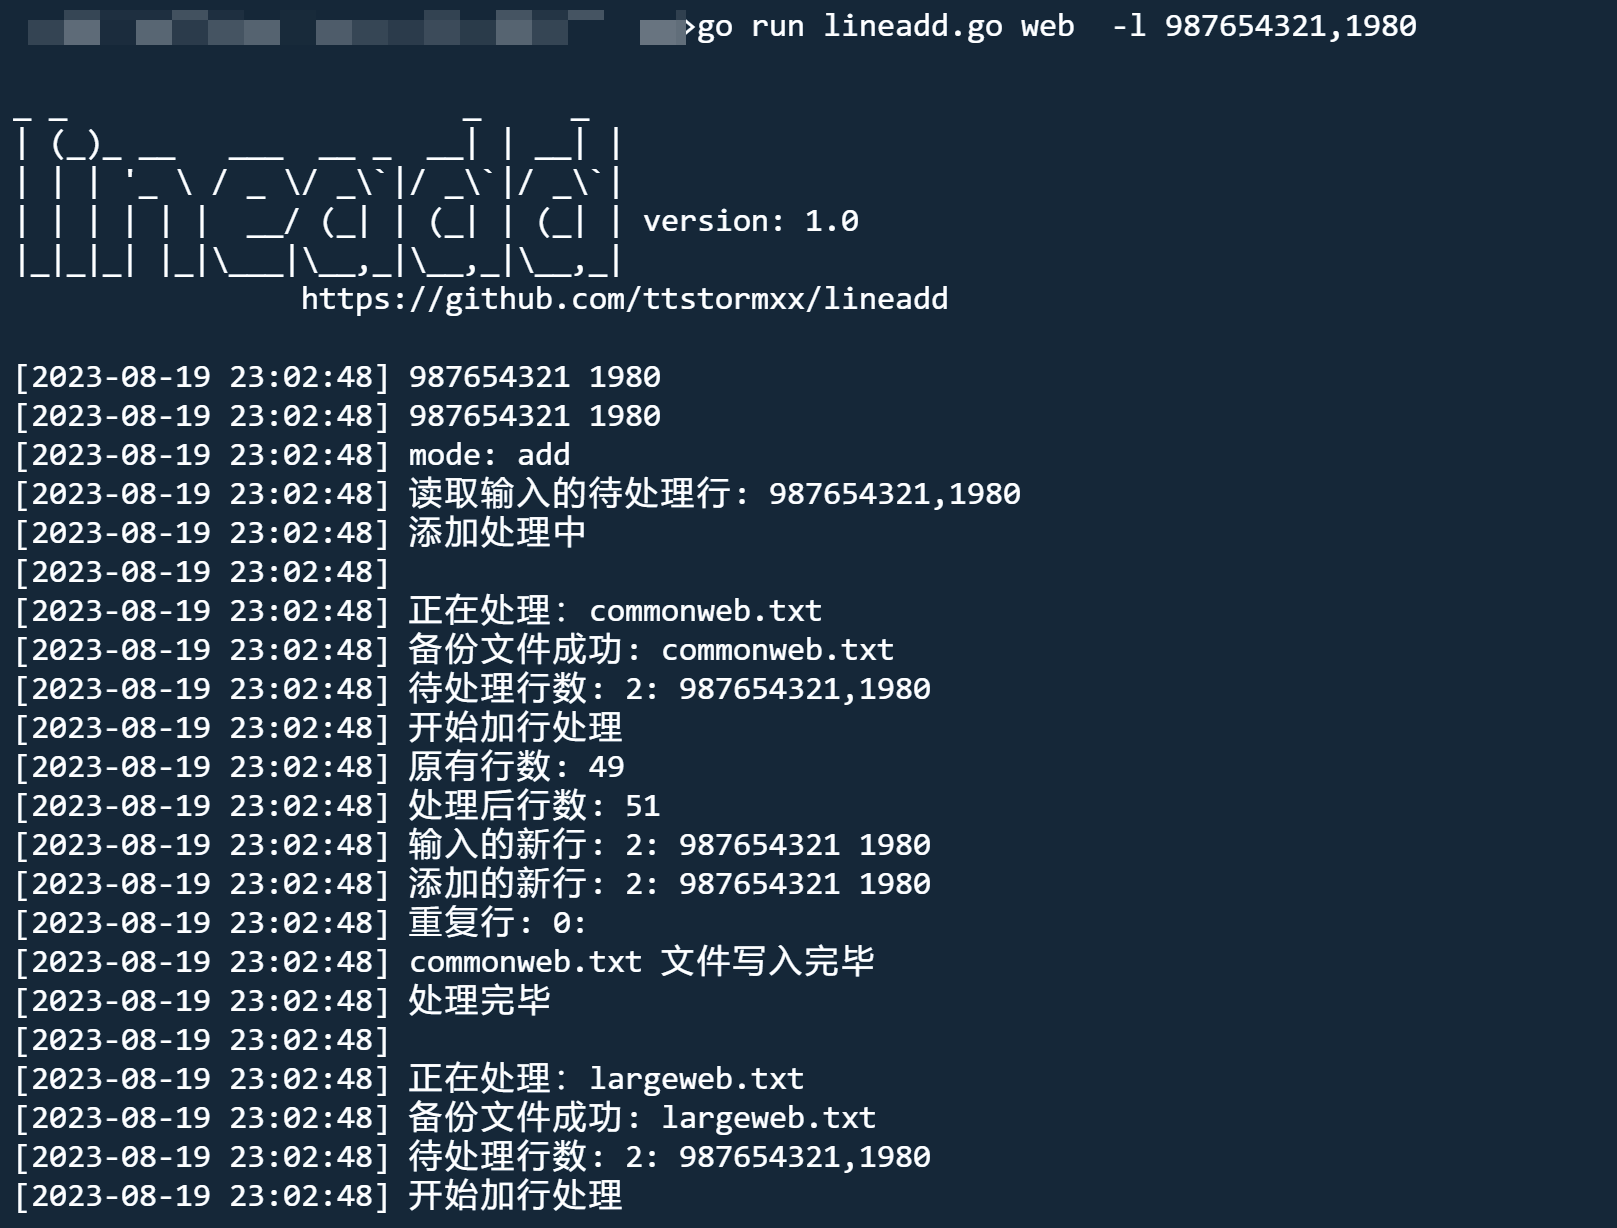 >go run lineadd.go web  -l 987654321,1980
_ _                      _     _
| (_)_ __   ___  __ _  __| | __| |
| | | '_ \ / _ \/ _\`|/ _\`|/ _\`|
| | | | | |  __/ (_| | (_| | (_| | version: 1.0
|_|_|_| |_|\___|\__,_|\__,_|\__,_|
https://github.com/ttstormxx/lineadd
[2023-08-19 23:02:48] 987654321 1980
[2023-08-19 23:02:48] 987654321 1980
[2023-08-19 23:02:48] mode: add
[2023-08-19 23:02:48] 读取输入的待处理行: 987654321,1980
[2023-08-19 23:02:48] 添加处理中
[2023-08-19 23:02:48]
[2023-08-19 23:02:48] 正在处理: commonweb.txt
[2023-08-19 23:02:48] 备份文件成功: commonweb.txt
[2023-08-19 23:02:48] 待处理行数: 2: 987654321,1980
[2023-08-19 23:02:48] 开始加行处理
[2023-08-19 23:02:48] 原有行数: 49
[2023-08-19 23:02:48] 处理后行数: 51
[2023-08-19 23:02:48] 输入的新行: 2: 987654321 1980
[2023-08-19 23:02:48] 添加的新行: 2: 987654321 1980
[2023-08-19 23:02:48] 重复行: 0:
[2023-08-19 23:02:48] commonweb.txt 文件写入完毕
[2023-08-19 23:02:48] 处理完毕
[2023-08-19 23:02:48]
[2023-08-19 23:02:48] 正在处理: largeweb.txt
[2023-08-19 23:02:48] 备份文件成功: largeweb.txt
[2023-08-19 23:02:48] 待处理行数: 2: 987654321,1980
[2023-08-19 23:02:48] 开始加行处理